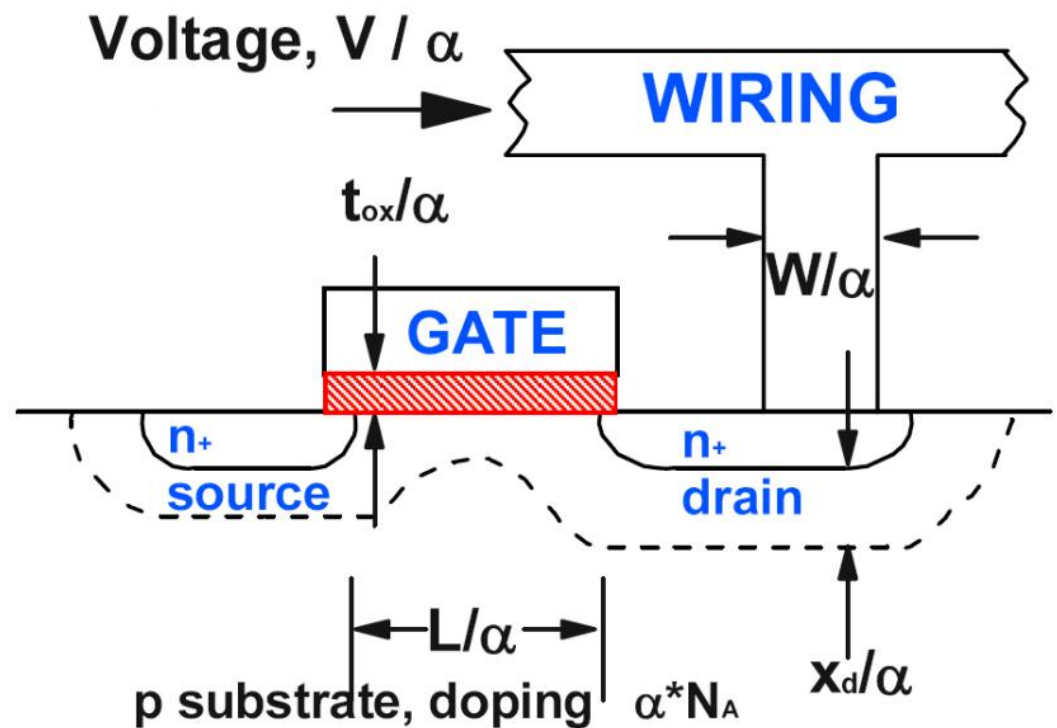 Voltage, V / α
WIRING
tox/α
W/α
GATE
n+
n+
source
drain
L/α
xd/α
p substrate, doping α*NA